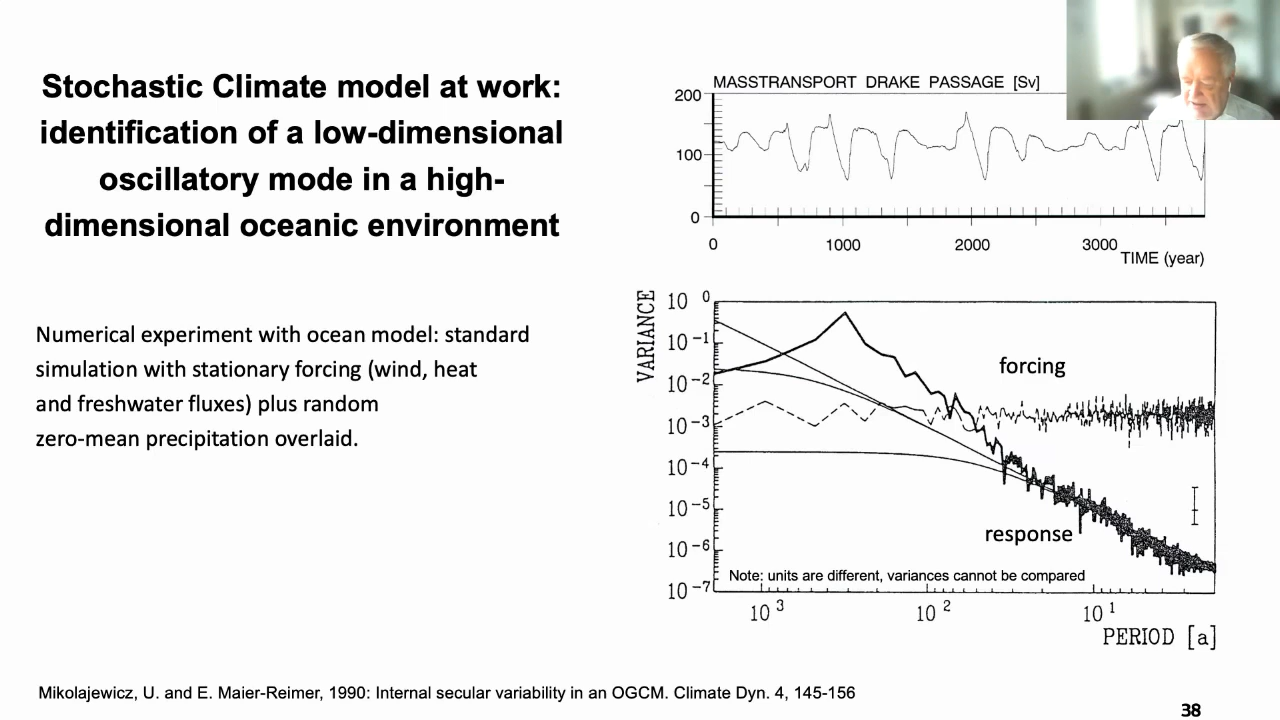 Stochastic Climate model at work:
identification of a low-dimensional
oscillatory mode in a high-
dimensional oceanic environment
Numerical experiment with ocean model: standard
simulation with stationary forcing (wind, heat
and freshwater fluxes) plus random
zero-mean precipitation overlaid.
MASSTRANSPORT DRAKE PASSAGE [Sv]
200
100
0
0 1000 2000 3000
TIME (year)
VARIANCE
10 0
10 -1
10 -2
10 -3
10 -4
10 -5
10 -6
10 -7
forcing
response
Note: units are different, variances cannot be compared
10 3 10 2 10 1
PERIOD [a]
Mikolajewicz, U. and E. Maier-Reimer, 1990: Internal secular variability in an OGCM. Climate Dyn. 4, 145-156
38